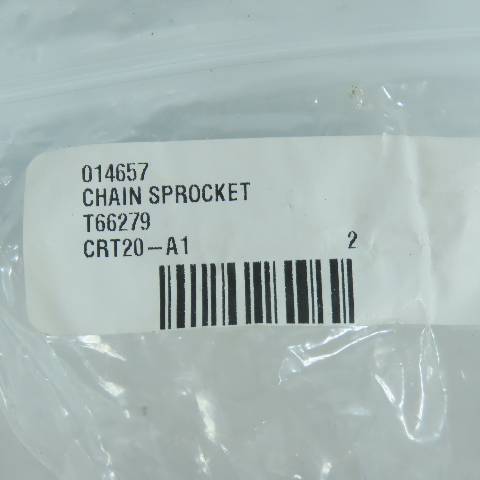 014657
CHAIN SPROCKET
T66279
CRT20-A1 2